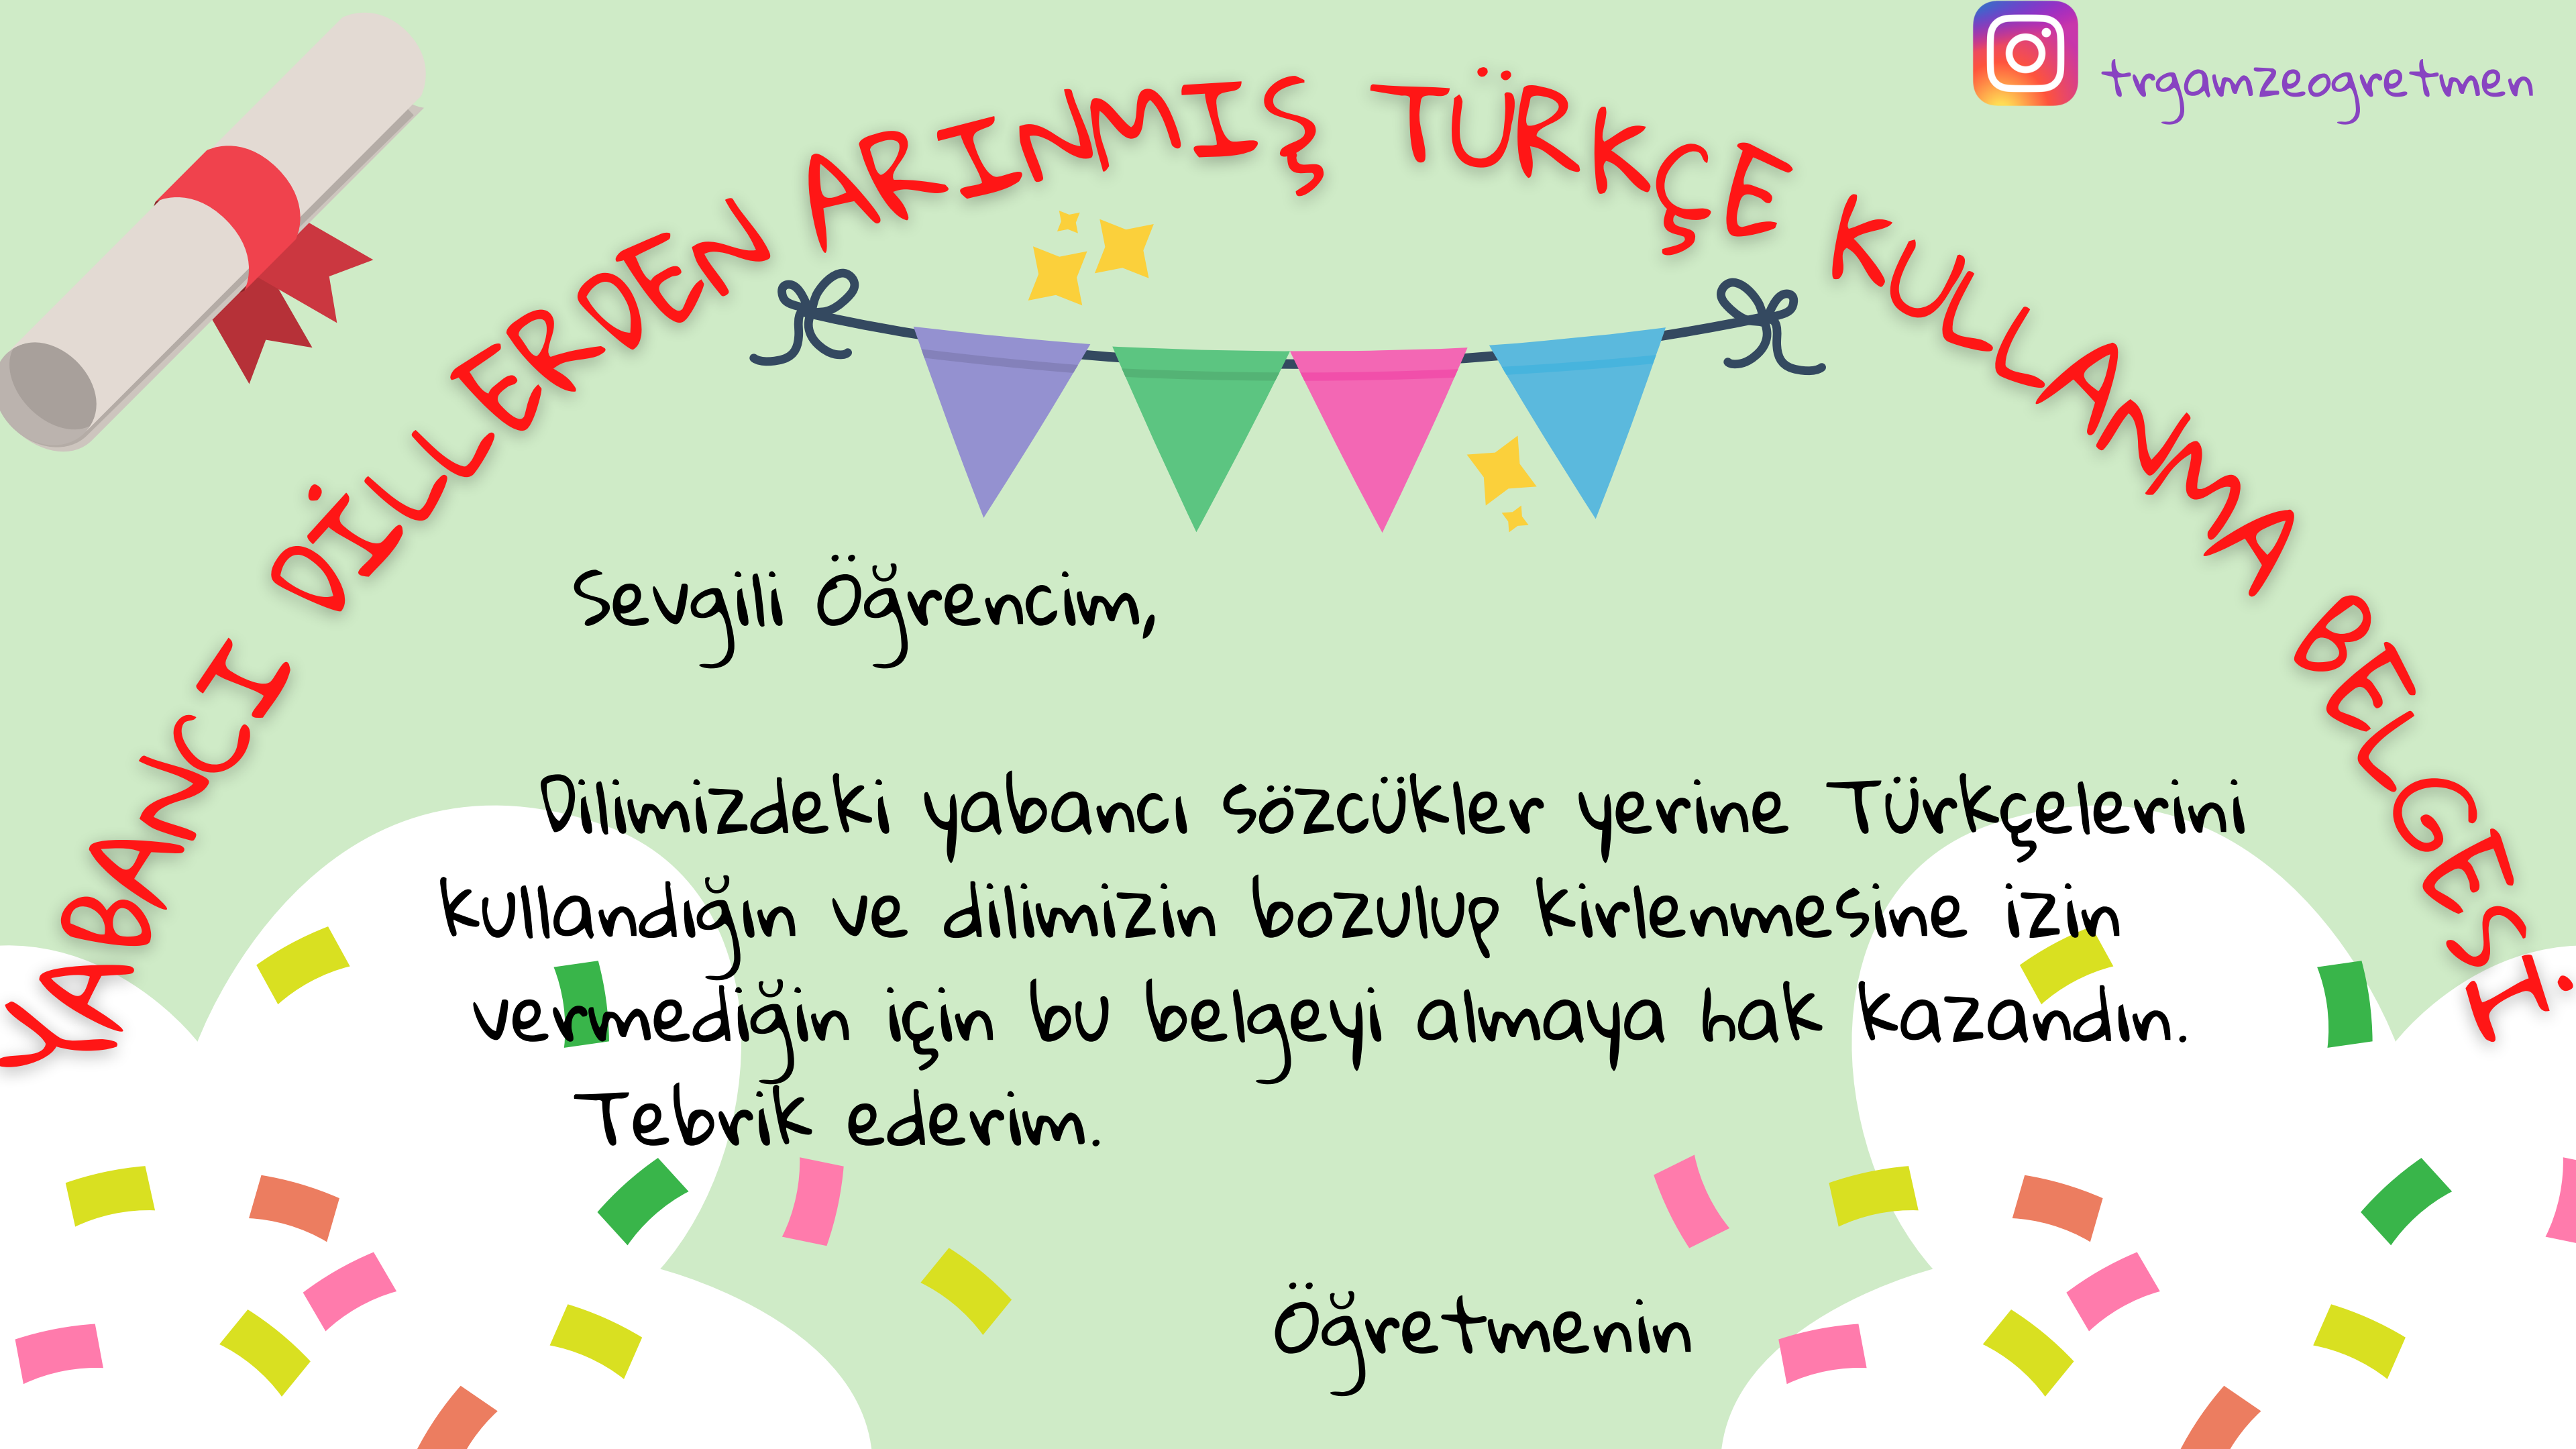 trgamzeogretmen
YABANCI DİLLERDEN ARINMIŞ TÜRKÇE KULLANMA BELGESİ
Sevgili Öğrencim,
Dilimizdeki yabancı sözcükler yerine Türkçelerini
kullandığın ve dilimizin bozulup kirlenmesine izin
vermediğin için bu belgeyi almaya hak kazandın.
Tebrik ederim.
Öğretmenin